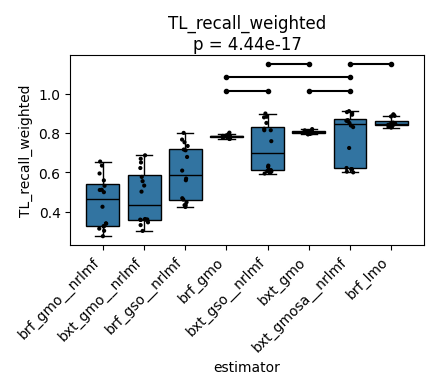 TL_recall_weighted
p = 4.44e-17
TL_recall_weighted
1.0
0.8
0.6
0.4
brf_gmo__nrlmf
bxt_gmo__nrlmf
brf_gso__nrlmf
brf_gmo
bxt_gso__nrlmf
bxt_gmo
bxt_gmosa__nrlmf
brf_lmo
estimator